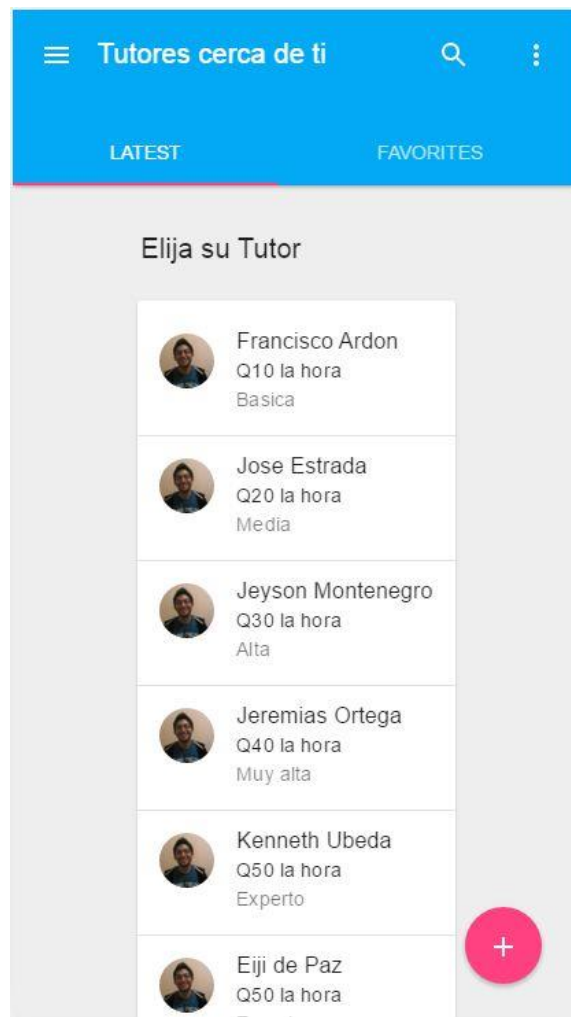 Tutores cerca de ti
LATEST
FAVORITES
Elija su Tutor
Francisco Ardon
Q10 la hora
Basica
Jose Estrada
Q20 la hora
Media
Jeyson Montenegro
Q30 la hora
Alta
Jeremias Ortega
Q40 la hora
Muy alta
Kenneth Ubeda
Q50 la hora
Experto
Eiji de Paz
Q50 la hora